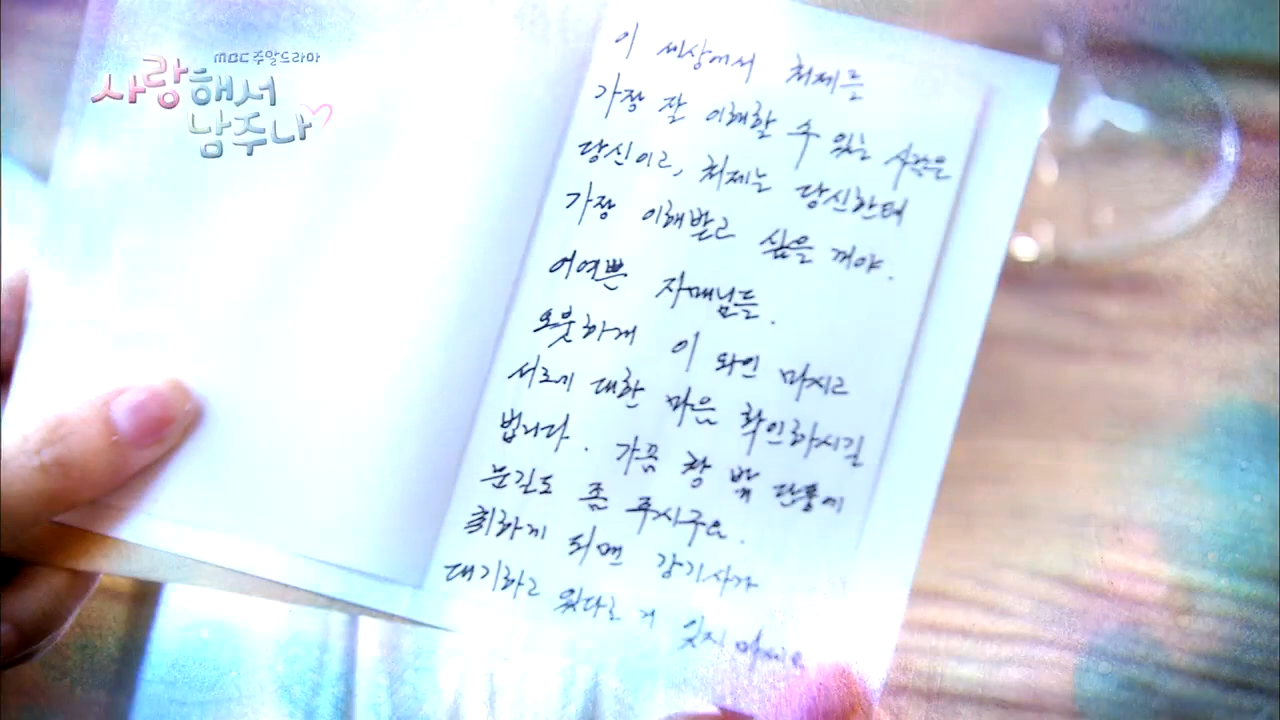 MBC 주말드라마
사랑해서
남주나
이 세상에서 처제를
가장 잘 이해할 수 있는 사람은
당신이고, 처제는 당신한테
가장 이해받고 싶을 꺼야.
어여쁜 자매님들.
오붓하게 이 와인 마시고
서로에 대한 마음 확인하시길
법니다. 가끔 창 밖 단풍에
눈길도 좀 주시구요.
취하게 되면 강기사가
대기하고 있다는 거 잊지 마시고